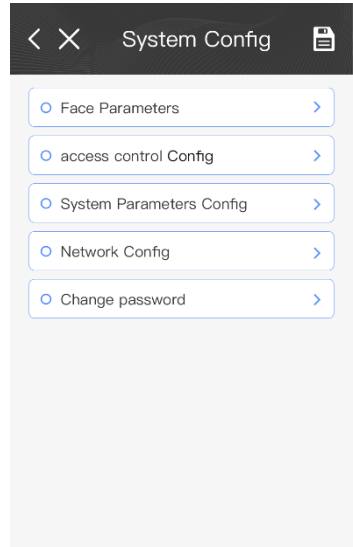 System Config
Face Parameters
access control Config
System Parameters Config
Network Config
Change password